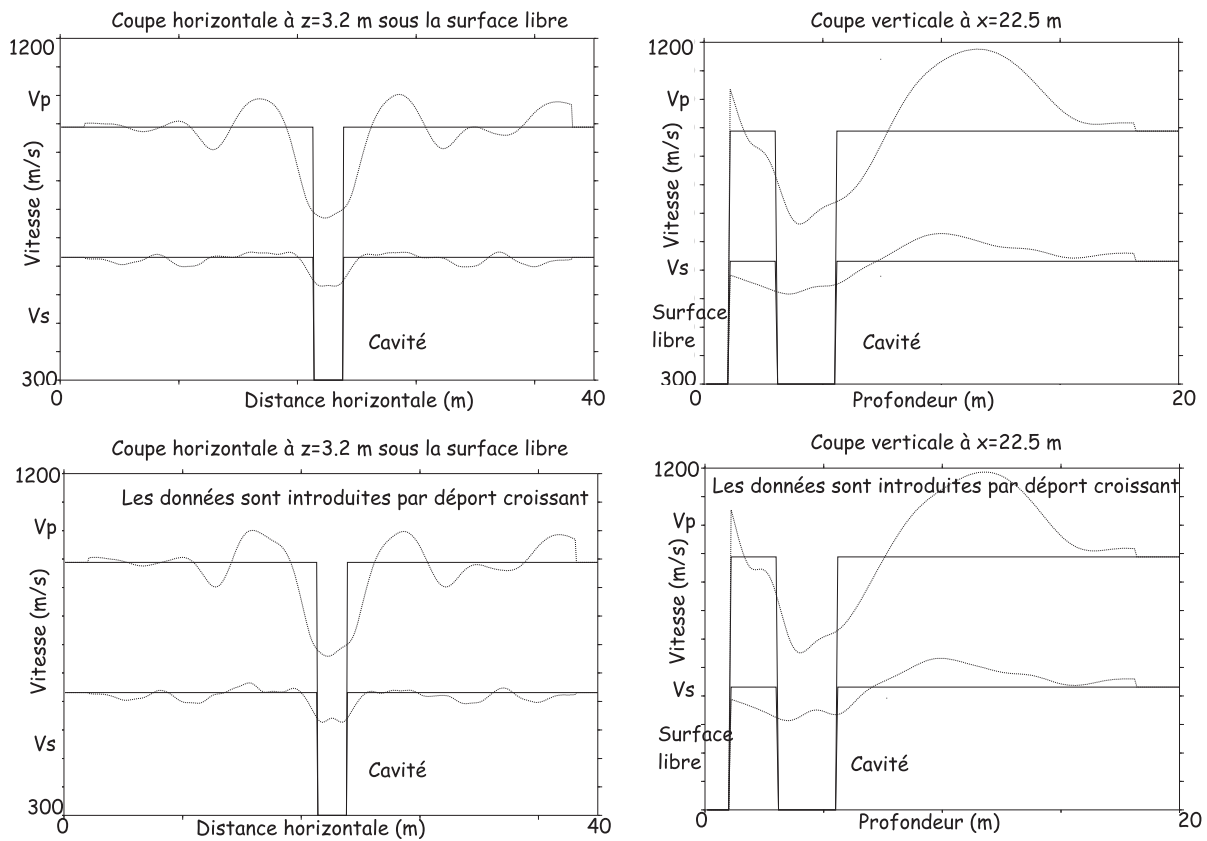 Coupe horizontale à z=3.2 m sous la surface libre
1200
Vp
Vitesse (m/s)
Vs
Cavité
300
0
Distance horizontale (m)
40
Coupe verticale à x=22.5 m
1200
Vp
Vitesse (m/s)
Vs
Surface
libre
Cavité
300
0
Profondeur (m)
20
Coupe horizontale à z=3.2 m sous la surface libre
1200
Les données sont introduites par déport croissant
Vp
Vitesse (m/s)
Vs
Cavité
300
0
Distance horizontale (m)
40
Coupe verticale à x=22.5 m
1200
Les données sont introduites par déport croissant
Vp
Vitesse (m/s)
Vs
Surface
libre
Cavité
0
Profondeur (m)
20